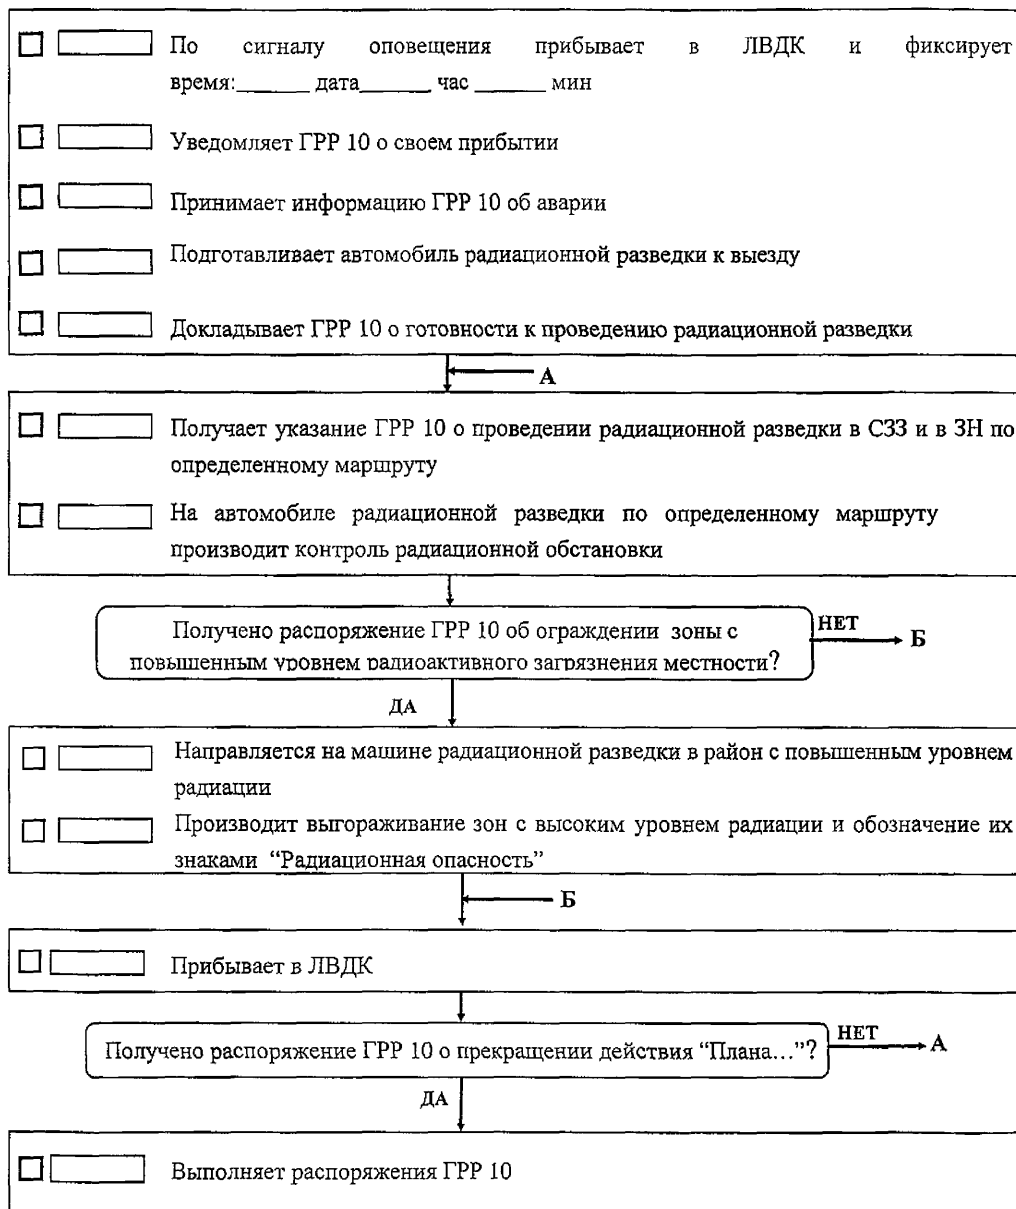 По сигналу оповещения прибывает в ЛВДК и фиксирует
время:______ дата______ час ______ мин
Уведомляет ГРР 10 о своем прибытии
Принимает информацию ГРР 10 об аварии
Подготавливает автомобиль радиационной разведки к выезду
Докладывает ГРР 10 о готовности к проведению радиационной разведки
А
Получает указание ГРР 10 о проведении радиационной разведки в СЗЗ и в ЗН по
определенному маршруту
На автомобиле радиационной разведки по определенному маршруту
производит контроль радиационной обстановки
Получено распоряжение ГРР 10 об ограждении зоны с
повышенным уровнем радиоактивного загрязнения местности?
НЕТ
Б
ДА
Направляется на машине радиационной разведки в район с повышенным уровнем
радиации
Производит выгораживание зон с высоким уровнем радиации и обозначение их
знаками “Радиационная опасность”
Б
Прибывает в ЛВДК
Получено распоряжение ГРР 10 о прекращении действия “Плана...”?
НЕТ
А
ДА
Выполняет распоряжения ГРР 10